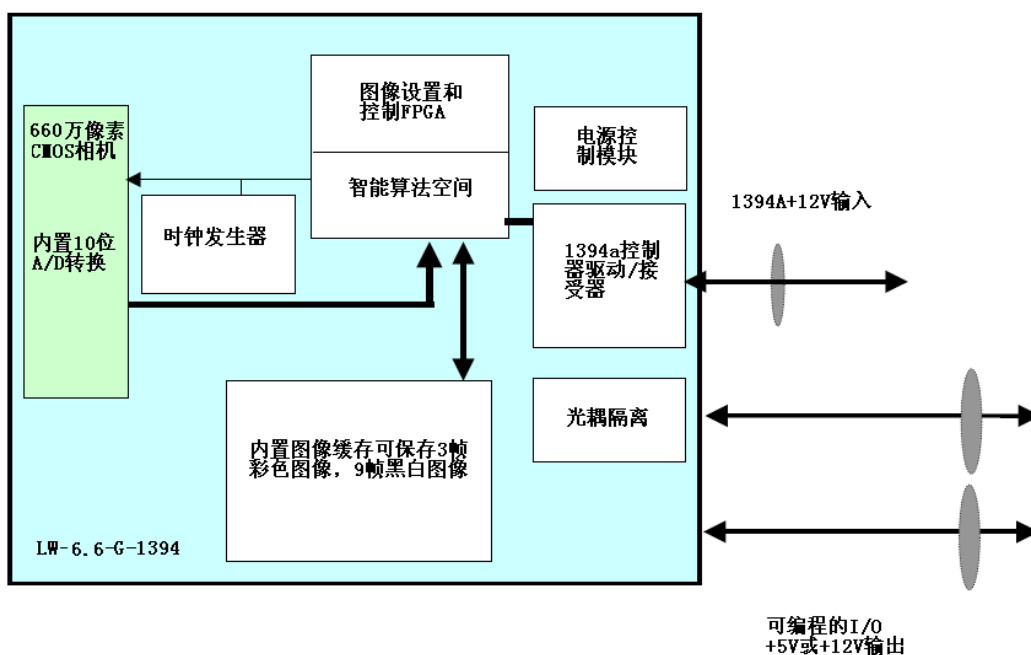 图像设置和
控制FPGA
660万像素
CMOS相机
电源控
制模块
智能算法空间
1394A+12V输入
时钟发生器
内置10位
A/D转换
1394a控制
器驱动/接
受器
光耦隔离
内置图像缓存可保存3帧
彩色图像，9帧黑白图像
LW-6.6-G-1394
可编程的I/O
+5V或+12V输出